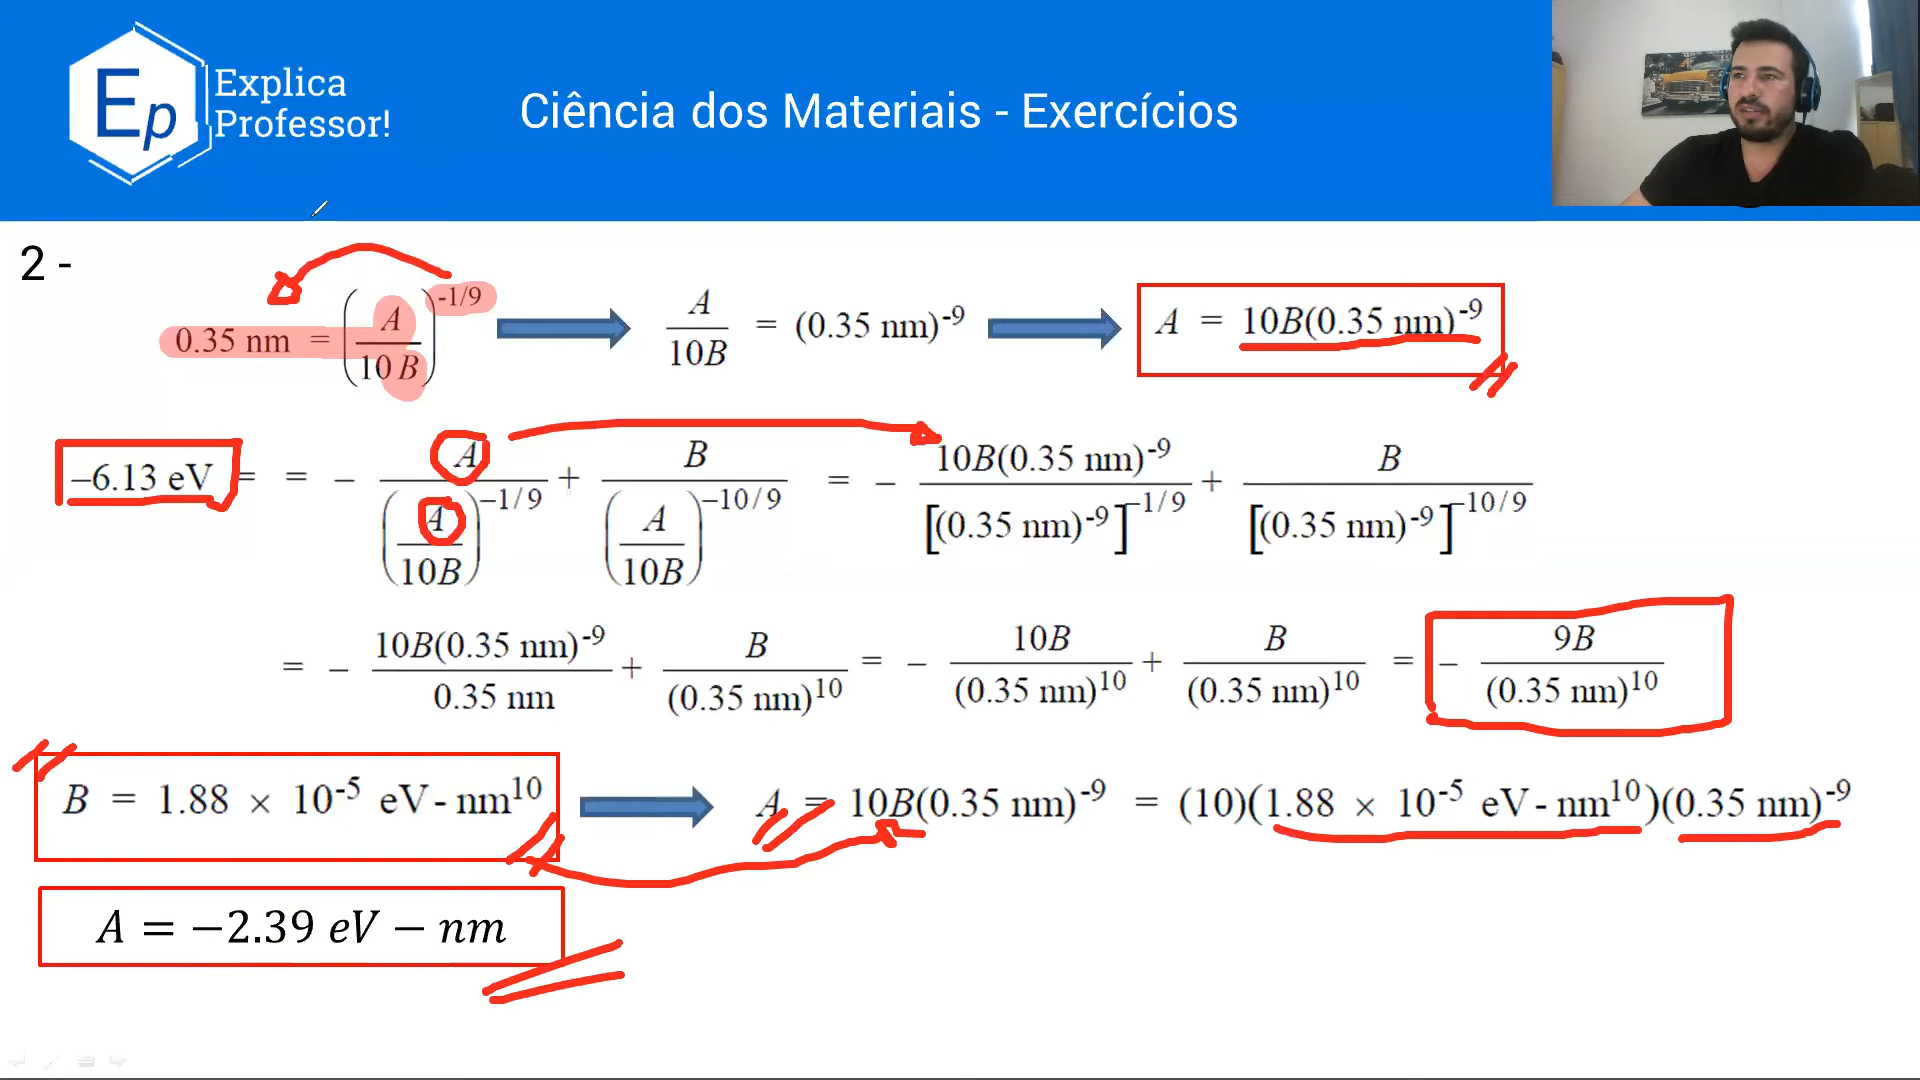 Ep Explica
Professor!
Ciência dos Materiais - Exercícios
2 -
0.35 nm = (A / 10 B)^-1/9 A / 10B = (0.35 nm)^-9 A = 10B(0.35 nm)^-9
–6.13 eV = = - A / (A / 10B)^–1/9 + B / (A / 10B)^–10/9 = - 10B(0.35 nm)^-9 / [(0.35 nm)^-9]^–1/9 + B / [(0.35 nm)^-9]^–10/9
= - 10B(0.35 nm)^-9 / 0.35 nm + B / (0.35 nm)^10 = - 10B / (0.35 nm)^10 + B / (0.35 nm)^10 = - 9B / (0.35 nm)^10
B = 1.88 × 10^-5 eV - nm^10 A = 10B(0.35 nm)^-9 = (10)(1.88 × 10^-5 eV - nm^10)(0.35 nm)^-9
A = −2.39 eV − nm